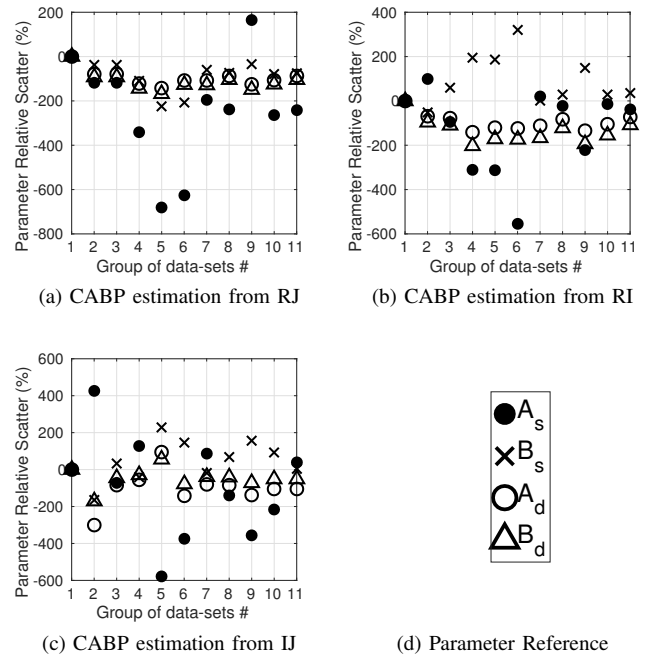 Parameter Relative Scatter (%)
200
0
-200
-400
-600
-800
1 2 3 4 5 6 7 8 9 10 11
Group of data-sets #
(a) CABP estimation from RJ
Parameter Relative Scatter (%)
400
200
0
-200
-400
-600
1 2 3 4 5 6 7 8 9 10 11
Group of data-sets #
(b) CABP estimation from RI
Parameter Relative Scatter (%)
600
400
200
0
-200
-400
-600
1 2 3 4 5 6 7 8 9 10 11
Group of data-sets #
(c) CABP estimation from IJ
A_s
B_s
A_d
B_d
(d) Parameter Reference